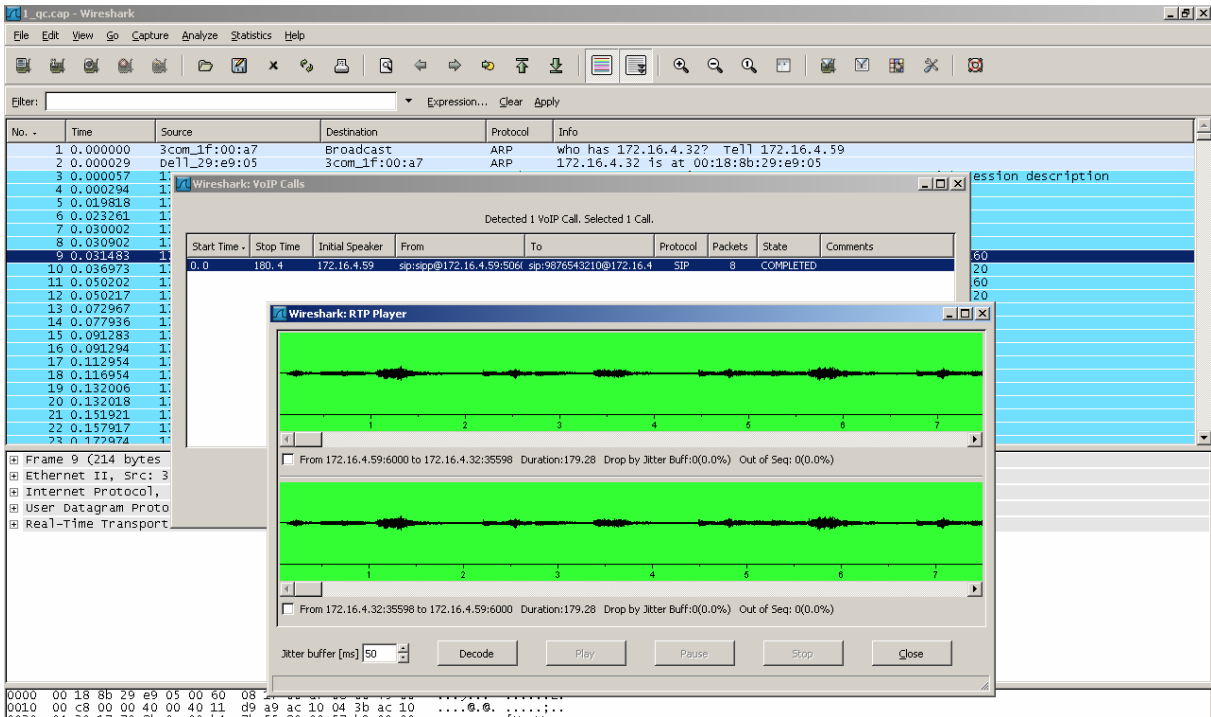 1_qc.cap - Wireshark
File Edit View Go Capture Analyze Statistics Help
Filter: Expression... Clear Apply
No. Time Source Destination Protocol Info
1 0.000000 3com_1f:00:a7 Broadcast ARP who has 172.16.4.32? Tell 172.16.4.59
2 0.000029 Dell_29:e9:05 3com_1f:00:a7 ARP 172.16.4.32 is at 00:18:8b:29:e9:05
3 0.000057 ession description
4 0.000294
5 0.019818
6 0.023261
7 0.030002
8 0.030902
9 0.031483 60
10 0.036973 20
11 0.050202 60
12 0.050217 20
13 0.072967
14 0.077936
15 0.091283
16 0.091294
17 0.112954
18 0.116954
19 0.132006
20 0.132018
21 0.151921
22 0.157917
23 0.172974
Wireshark: VoIP Calls
Detected 1 VoIP Call. Selected 1 Call.
Start Time Stop Time Initial Speaker From To Protocol Packets State Comments
0. 0 180. 4 172.16.4.59 sip:sipp@172.16.4.59:506( sip:9876543210@172.16.4 SIP 8 COMPLETED
Wireshark: RTP Player
1 2 3 4 5 6 7
From 172.16.4.59:6000 to 172.16.4.32:35598 Duration:179.28 Drop by Jitter Buff:0(0.0%) Out of Seq: 0(0.0%)
1 2 3 4 5 6 7
From 172.16.4.32:35598 to 172.16.4.59:6000 Duration:179.28 Drop by Jitter Buff:0(0.0%) Out of Seq: 0(0.0%)
Jitter buffer [ms] 50 Decode Play Pause Stop Close
Frame 9 (214 bytes
Ethernet II, Src: 3
Internet Protocol,
User Datagram Proto
Real-Time Transport
0000 00 18 8b 29 e9 05 00 60 08
0010 00 c8 00 00 40 00 40 11 d9 a9 ac 10 04 3b ac 10 ....@.@. .....;..